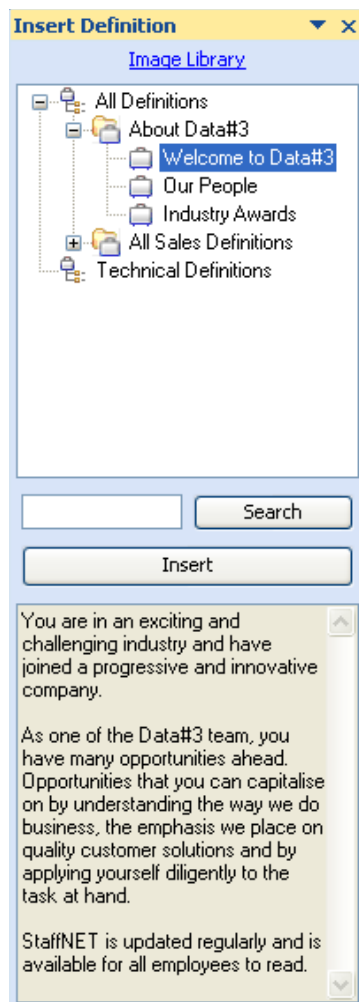 Insert Definition
Image Library
All Definitions
About Data#3
Welcome to Data#3
Our People
Industry Awards
All Sales Definitions
Technical Definitions
Search
Insert
You are in an exciting and
challenging industry and have
joined a progressive and innovative
company.
As one of the Data#3 team, you
have many opportunities ahead.
Opportunities that you can capitalise
on by understanding the way we do
business, the emphasis we place on
quality customer solutions and by
applying yourself diligently to the
task at hand.
StaffNET is updated regularly and is
available for all employees to read.